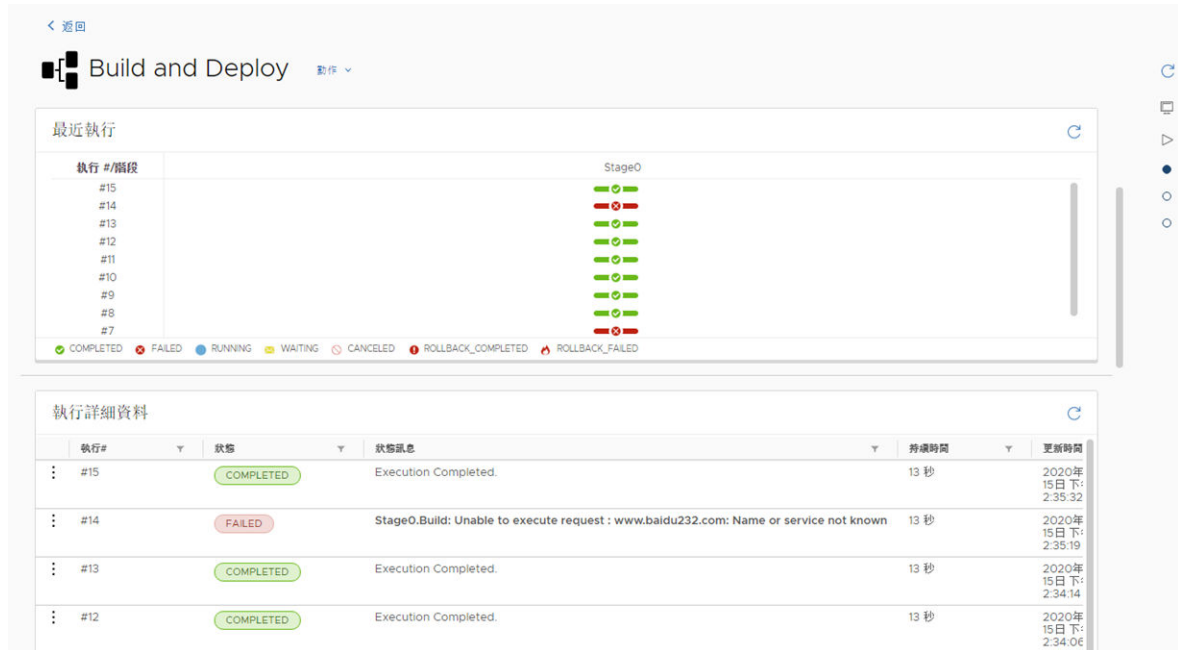 返回
Build and Deploy 動作
最近執行
執行 #/階段 Stage0
#15
#14
#13
#12
#11
#10
#9
#8
#7
COMPLETED FAILED RUNNING WAITING CANCELED ROLLBACK_COMPLETED ROLLBACK_FAILED
執行詳細資料
執行# 狀態 狀態訊息 持續時間 更新時間
#15 COMPLETED Execution Completed. 13 秒 2020年
15日 下
2:35:32
#14 FAILED Stage0.Build: Unable to execute request : www.baidu232.com: Name or service not known 13 秒 2020年
15日 下
2:35:19
#13 COMPLETED Execution Completed. 13 秒 2020年
15日 下
2:34:14
#12 COMPLETED Execution Completed. 13 秒 2020年
15日 下
2:34:06